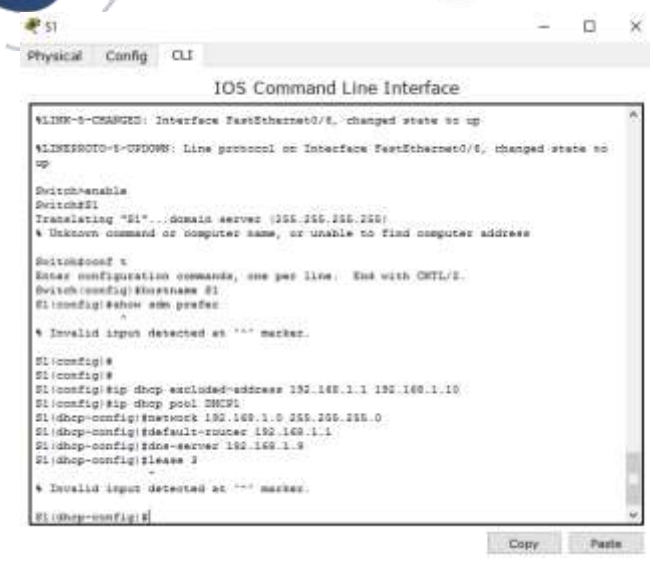 S1
Physical Config CLI
IOS Command Line Interface
%LINK-5-CHANGED: Interface FastEthernet0/6, changed state to up
%LINEPROTO-5-UPDOWN: Line protocol on Interface FastEthernet0/6, changed state to
up
Switch>enable
Switch#S1
Translating "S1"...domain server (255.255.255.255)
% Unknown command or computer name, or unable to find computer address
Switch#conf t
Enter configuration commands, one per line. End with CNTL/Z.
Switch(config)#hostname S1
S1(config)#show sdm prefer
^
% Invalid input detected at '^' marker.
S1(config)#
S1(config)#
S1(config)#ip dhcp excluded-address 192.168.1.1 192.168.1.10
S1(config)#ip dhcp pool DHCP1
S1(dhcp-config)#network 192.168.1.0 255.255.255.0
S1(dhcp-config)#default-router 192.168.1.1
S1(dhcp-config)#dns-server 192.168.1.9
S1(dhcp-config)#lease 3
^
% Invalid input detected at '^' marker.
S1(dhcp-config)#
Copy Paste